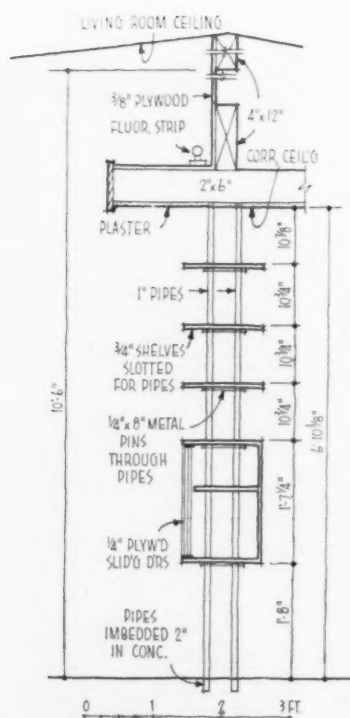 LIVING ROOM CEILING
3/8" PLYWOOD
FLUOR. STRIP
4"x12"
CORR. CEIL'G
2"x6"
PLASTER
10 3/8"
1" PIPES
10 3/4"
3/4" SHELVES
SLOTTED
FOR PIPES
10 3/4"
10'-6"
1/4"x8" METAL
PINS
THROUGH
PIPES
10 3/4"
6'10 3/8"
1'-7 1/4"
1/4" PLYW'D
SLID'G D'RS
1'-8"
PIPES
IMBEDDED 2"
IN CONC.
0 1 2 3 FT.